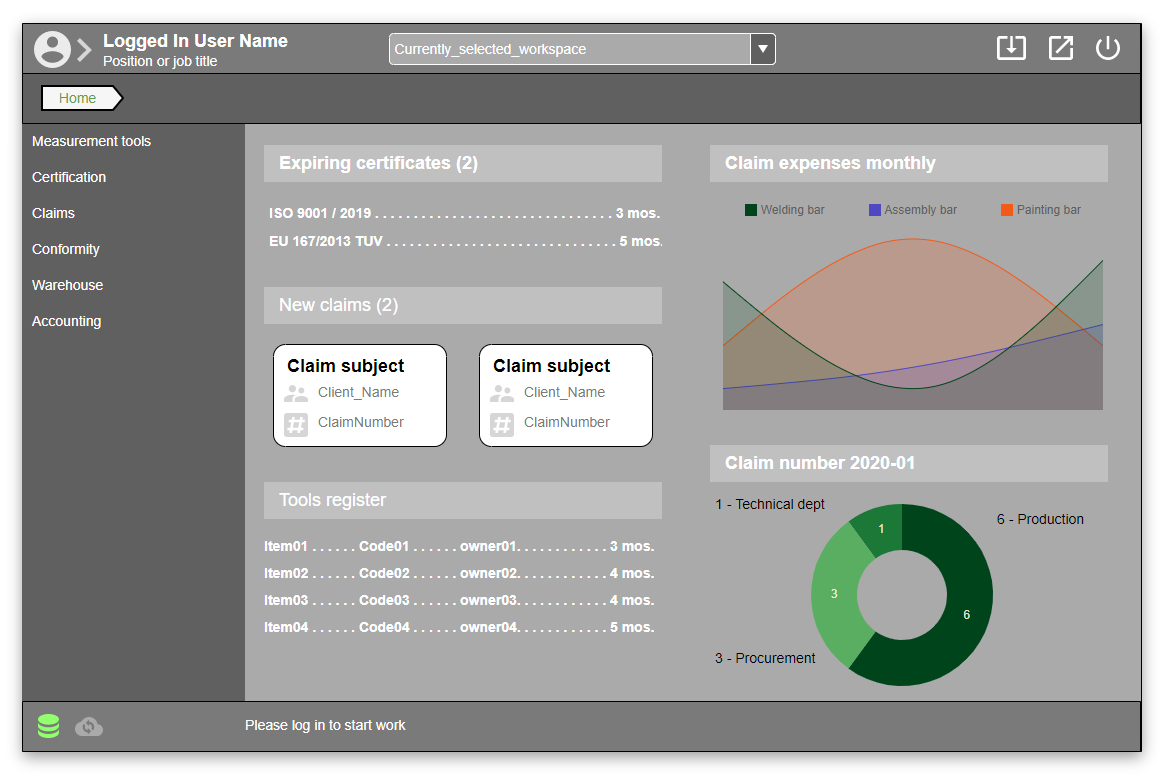 Logged In User Name
Position or job title
Currently_selected_workspace
Home
Measurement tools
Certification
Claims
Conformity
Warehouse
Accounting
Expiring certificates (2)
ISO 9001 / 2019 . . . . . . . . . . . . . . . . . . . . . . . . . . . . . . . 3 mos.
EU 167/2013 TUV . . . . . . . . . . . . . . . . . . . . . . . . . . . . . . 5 mos.
New claims (2)
Claim subject
Client_Name
ClaimNumber
Claim subject
Client_Name
ClaimNumber
Tools register
Item01 . . . . . . Code01 . . . . . . owner01. . . . . . . . . . . . 3 mos.
Item02 . . . . . . Code02 . . . . . . owner02. . . . . . . . . . . . 4 mos.
Item03 . . . . . . Code03 . . . . . . owner03. . . . . . . . . . . . 4 mos.
Item04 . . . . . . Code04 . . . . . . owner04. . . . . . . . . . . . 5 mos.
Claim expenses monthly
Welding bar Assembly bar Painting bar
Claim number 2020-01
1 - Technical dept
6 - Production
1
3
6
3 - Procurement
Please log in to start work